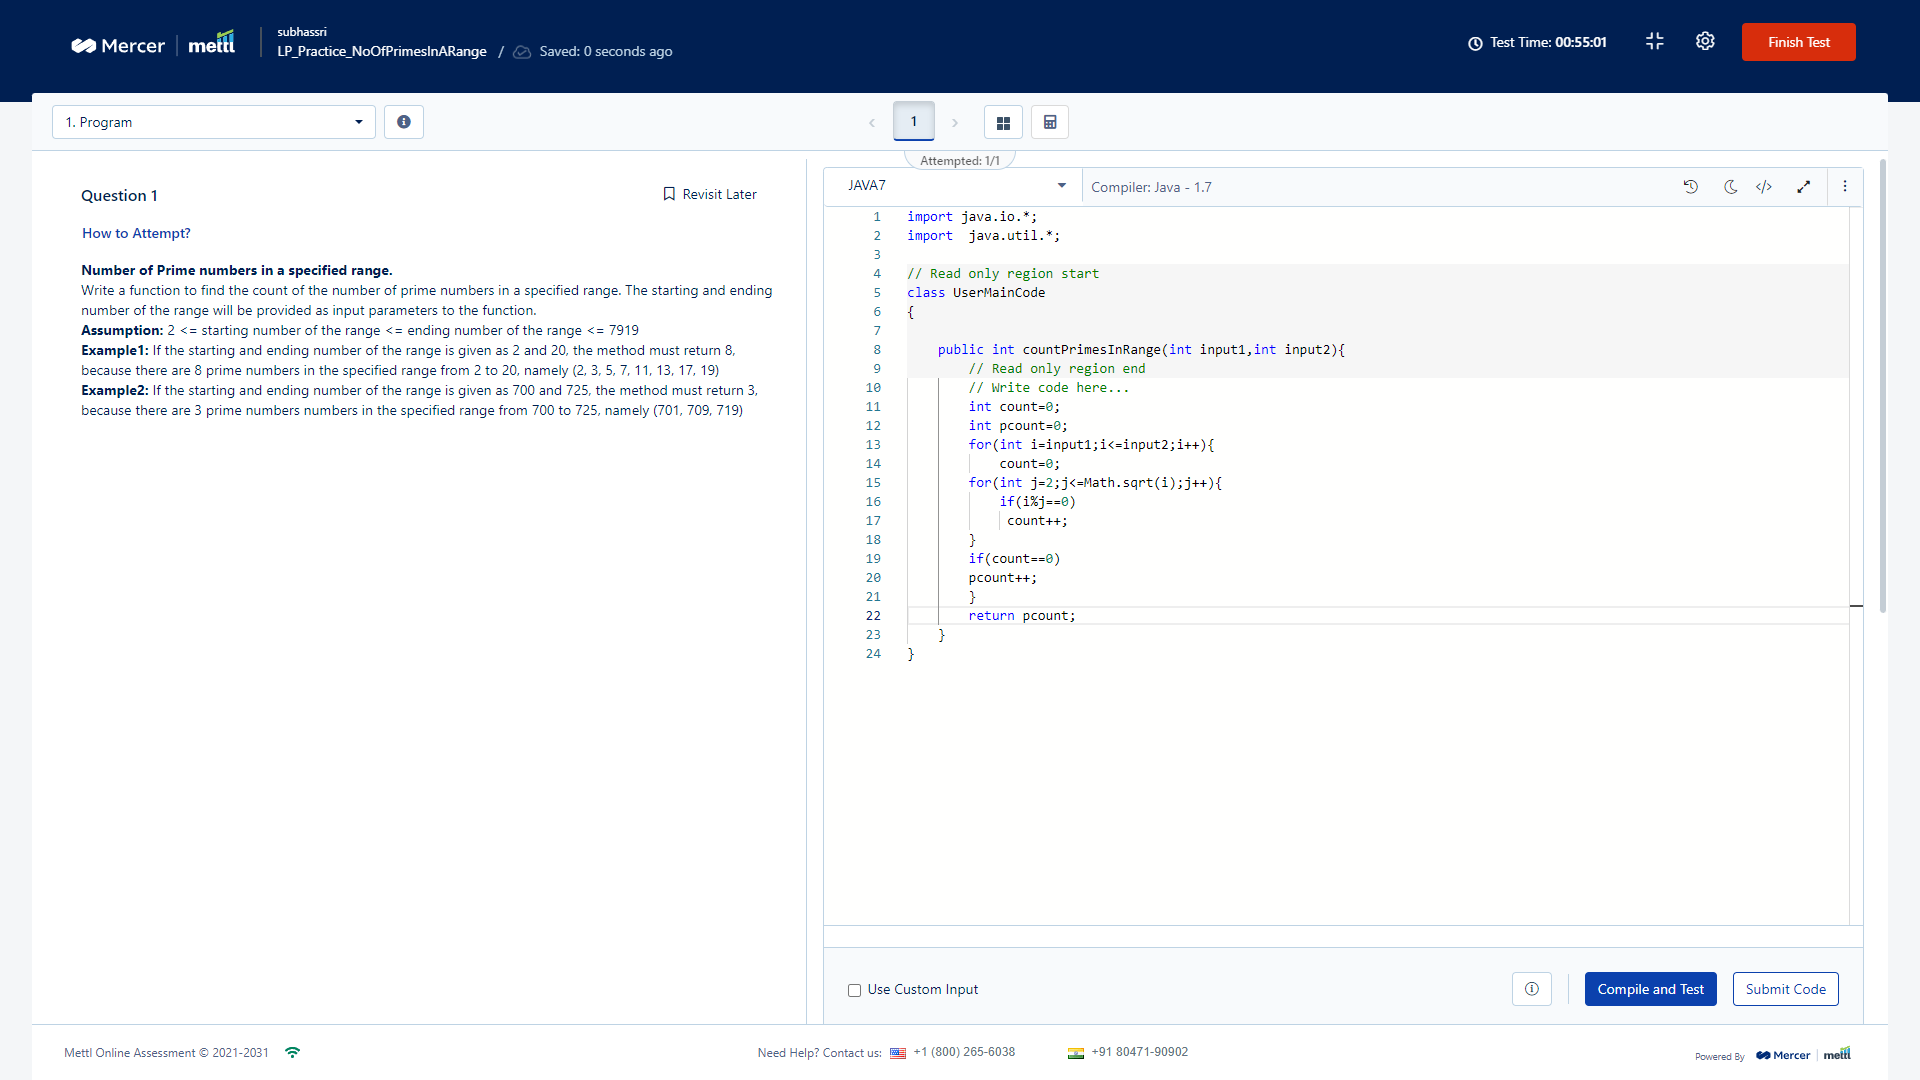 Mercer | mettl
subhassri
LP_Practice_NoOfPrimesInARange / Saved: 0 seconds ago
Test Time: 00:55:01
Finish Test
1. Program
1
Attempted: 1/1
Question 1
Revisit Later
How to Attempt?
Number of Prime numbers in a specified range.
Write a function to find the count of the number of prime numbers in a specified range. The starting and ending
number of the range will be provided as input parameters to the function.
Assumption: 2 <= starting number of the range <= ending number of the range <= 7919
Example1: If the starting and ending number of the range is given as 2 and 20, the method must return 8,
because there are 8 prime numbers in the specified range from 2 to 20, namely (2, 3, 5, 7, 11, 13, 17, 19)
Example2: If the starting and ending number of the range is given as 700 and 725, the method must return 3,
because there are 3 prime numbers numbers in the specified range from 700 to 725, namely (701, 709, 719)
JAVA7
Compiler: Java - 1.7
1 import java.io.*;
2 import  java.util.*;
3
4 // Read only region start
5 class UserMainCode
6 {
7
8     public int countPrimesInRange(int input1,int input2){
9         // Read only region end
10         // Write code here...
11         int count=0;
12         int pcount=0;
13         for(int i=input1;i<=input2;i++){
14             count=0;
15         for(int j=2;j<=Math.sqrt(i);j++){
16             if(i%j==0)
17              count++;
18         }
19         if(count==0)
20         pcount++;
21         }
22         return pcount;
23     }
24 }
Use Custom Input
Compile and Test
Submit Code
Mettl Online Assessment © 2021-2031
Need Help? Contact us: +1 (800) 265-6038
+91 80471-90902
Powered By Mercer | mettl